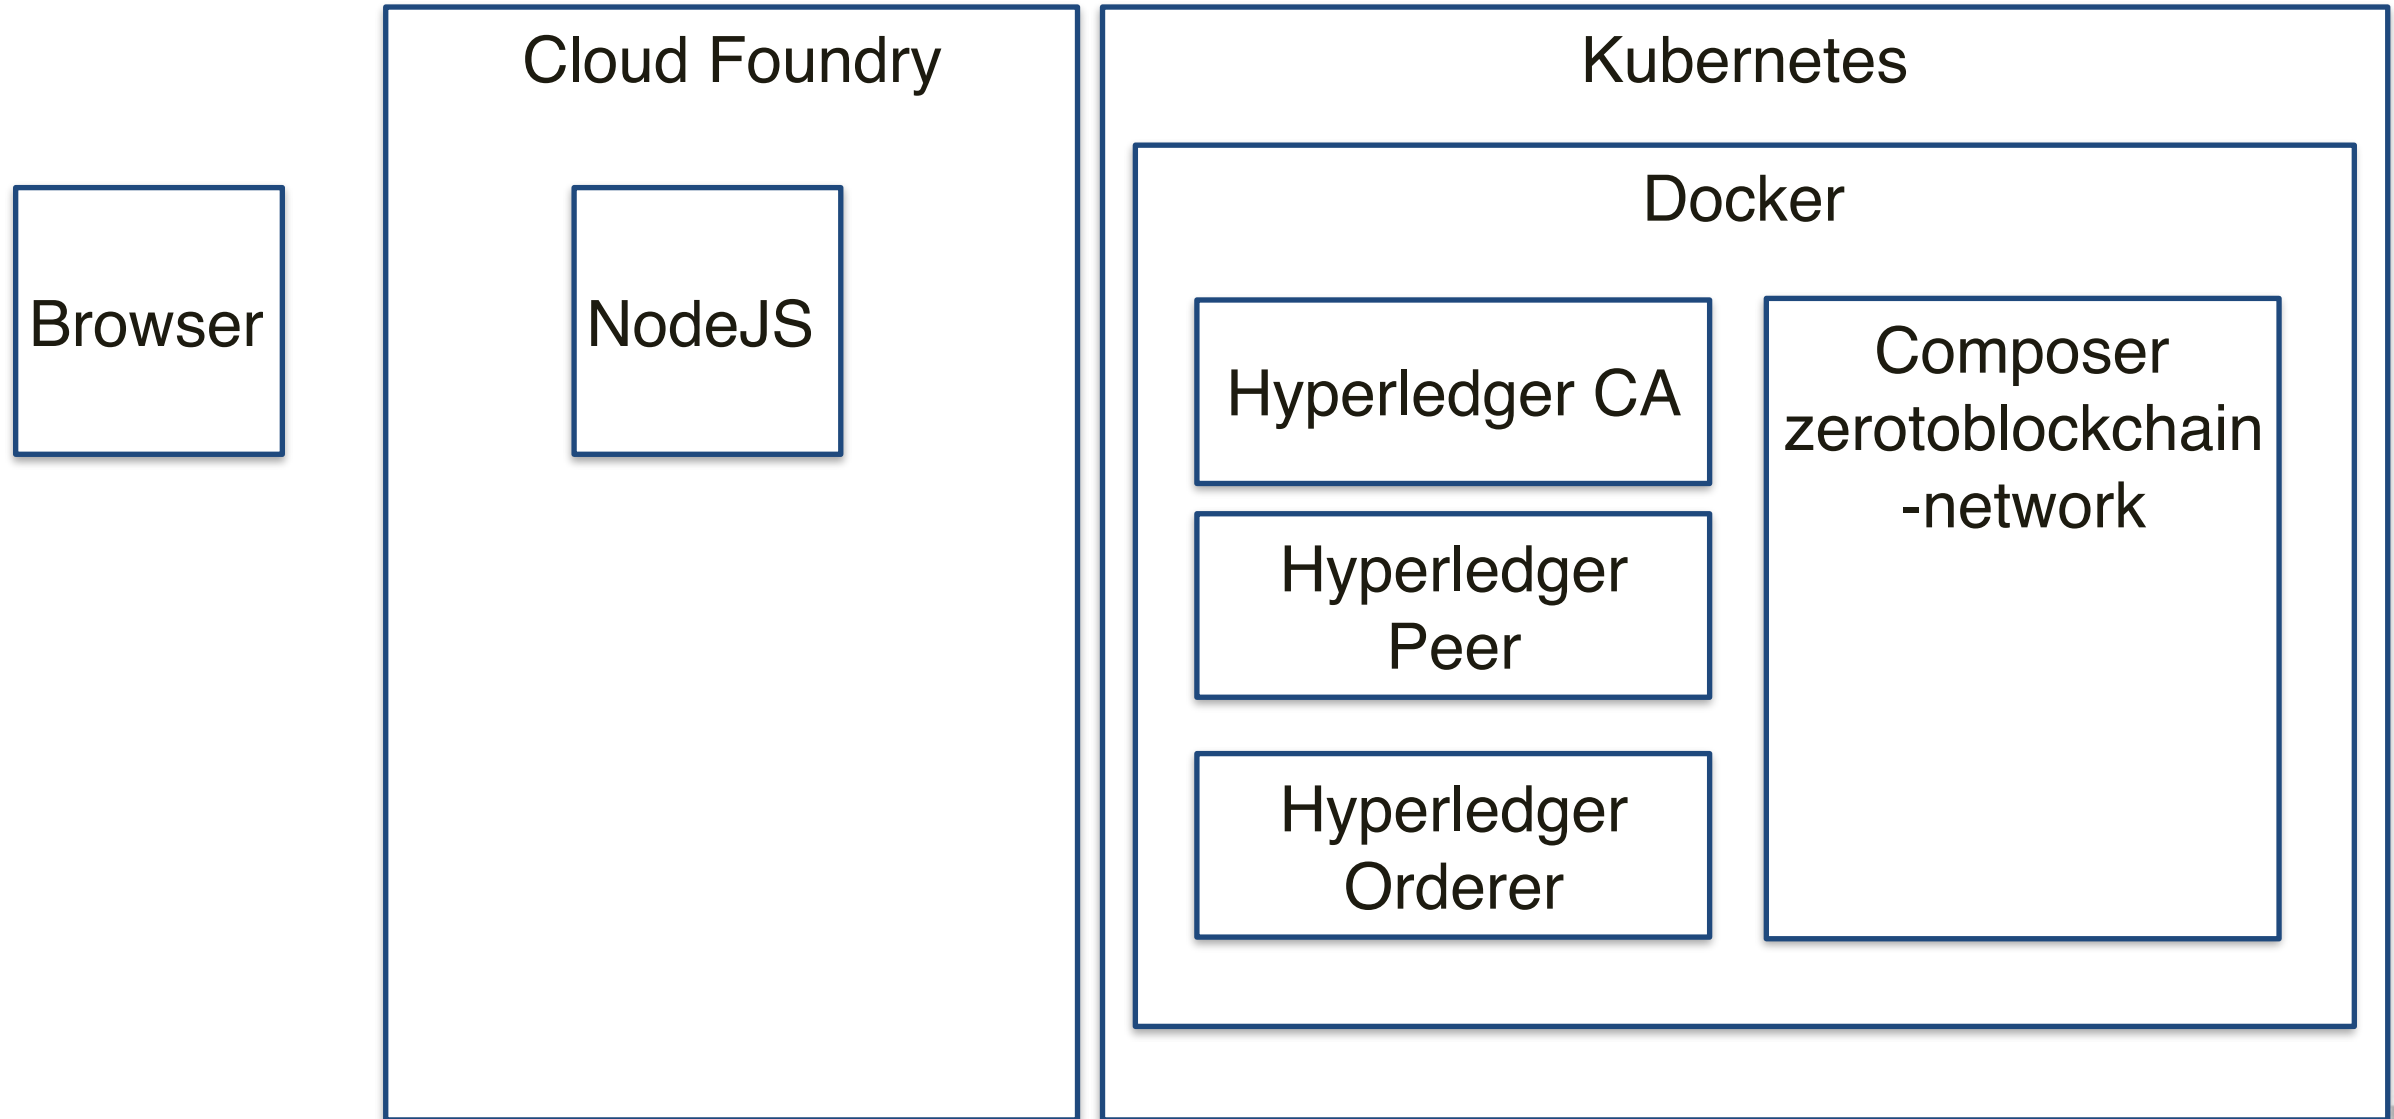 Cloud Foundry
Kubernetes
Docker
Browser
NodeJS
Hyperledger CA
Hyperledger
Peer
Hyperledger
Orderer
Composer
zerotoblockchain
-network